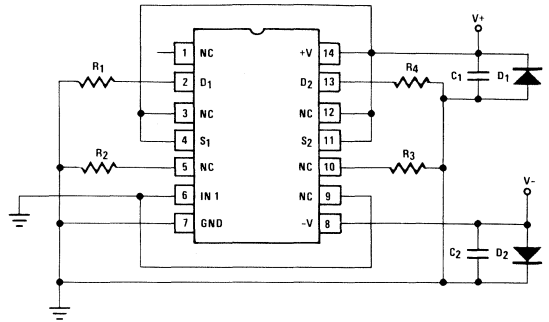 V+
1 NC +V 14
R1 2 D1 D2 13 R4 C1 D1
3 NC NC 12
4 S1 S2 11
R2 5 NC NC 10 R3
6 IN 1 NC 9
7 GND -V 8
V-
C2 D2